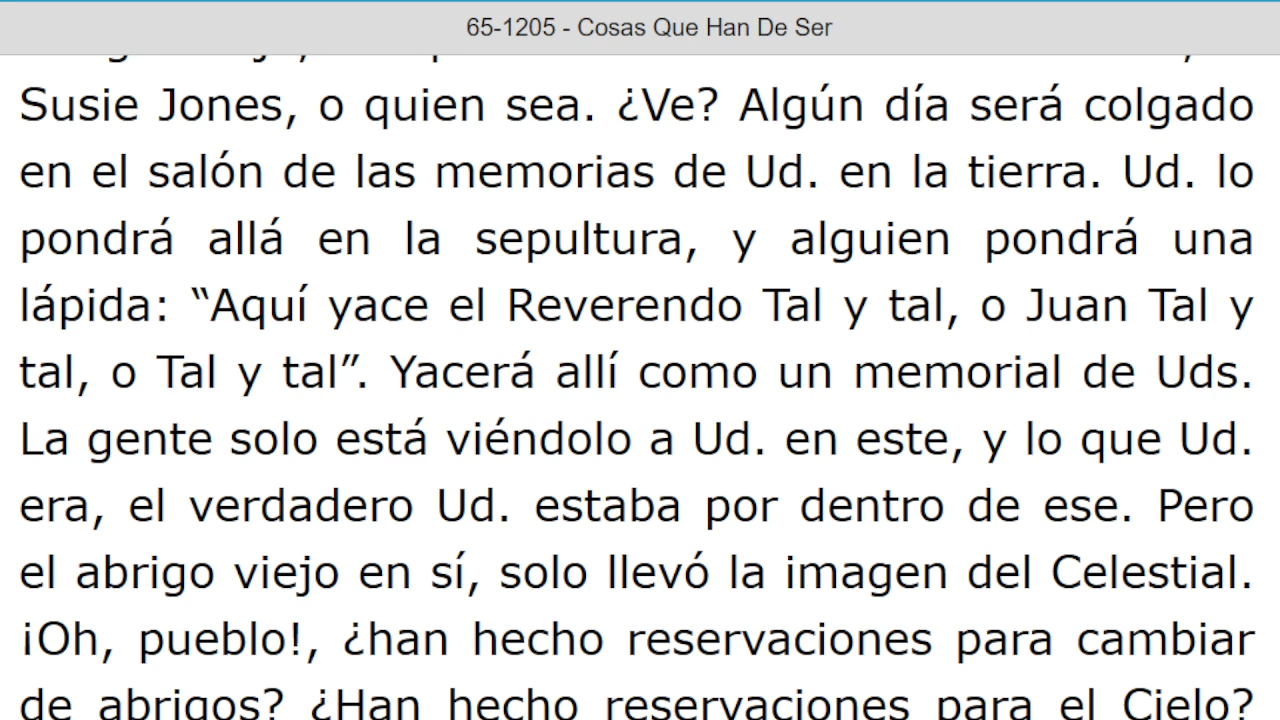 65-1205 - Cosas Que Han De Ser
Susie Jones, o quien sea. ¿Ve? Algún día será colgado
en el salón de las memorias de Ud. en la tierra. Ud. lo
pondrá allá en la sepultura, y alguien pondrá una
lápida: “Aquí yace el Reverendo Tal y tal, o Juan Tal y
tal, o Tal y tal”. Yacerá allí como un memorial de Uds.
La gente solo está viéndolo a Ud. en este, y lo que Ud.
era, el verdadero Ud. estaba por dentro de ese. Pero
el abrigo viejo en sí, solo llevó la imagen del Celestial.
¡Oh, pueblo!, ¿han hecho reservaciones para cambiar
de abrigos? ¿Han hecho reservaciones para el Cielo?